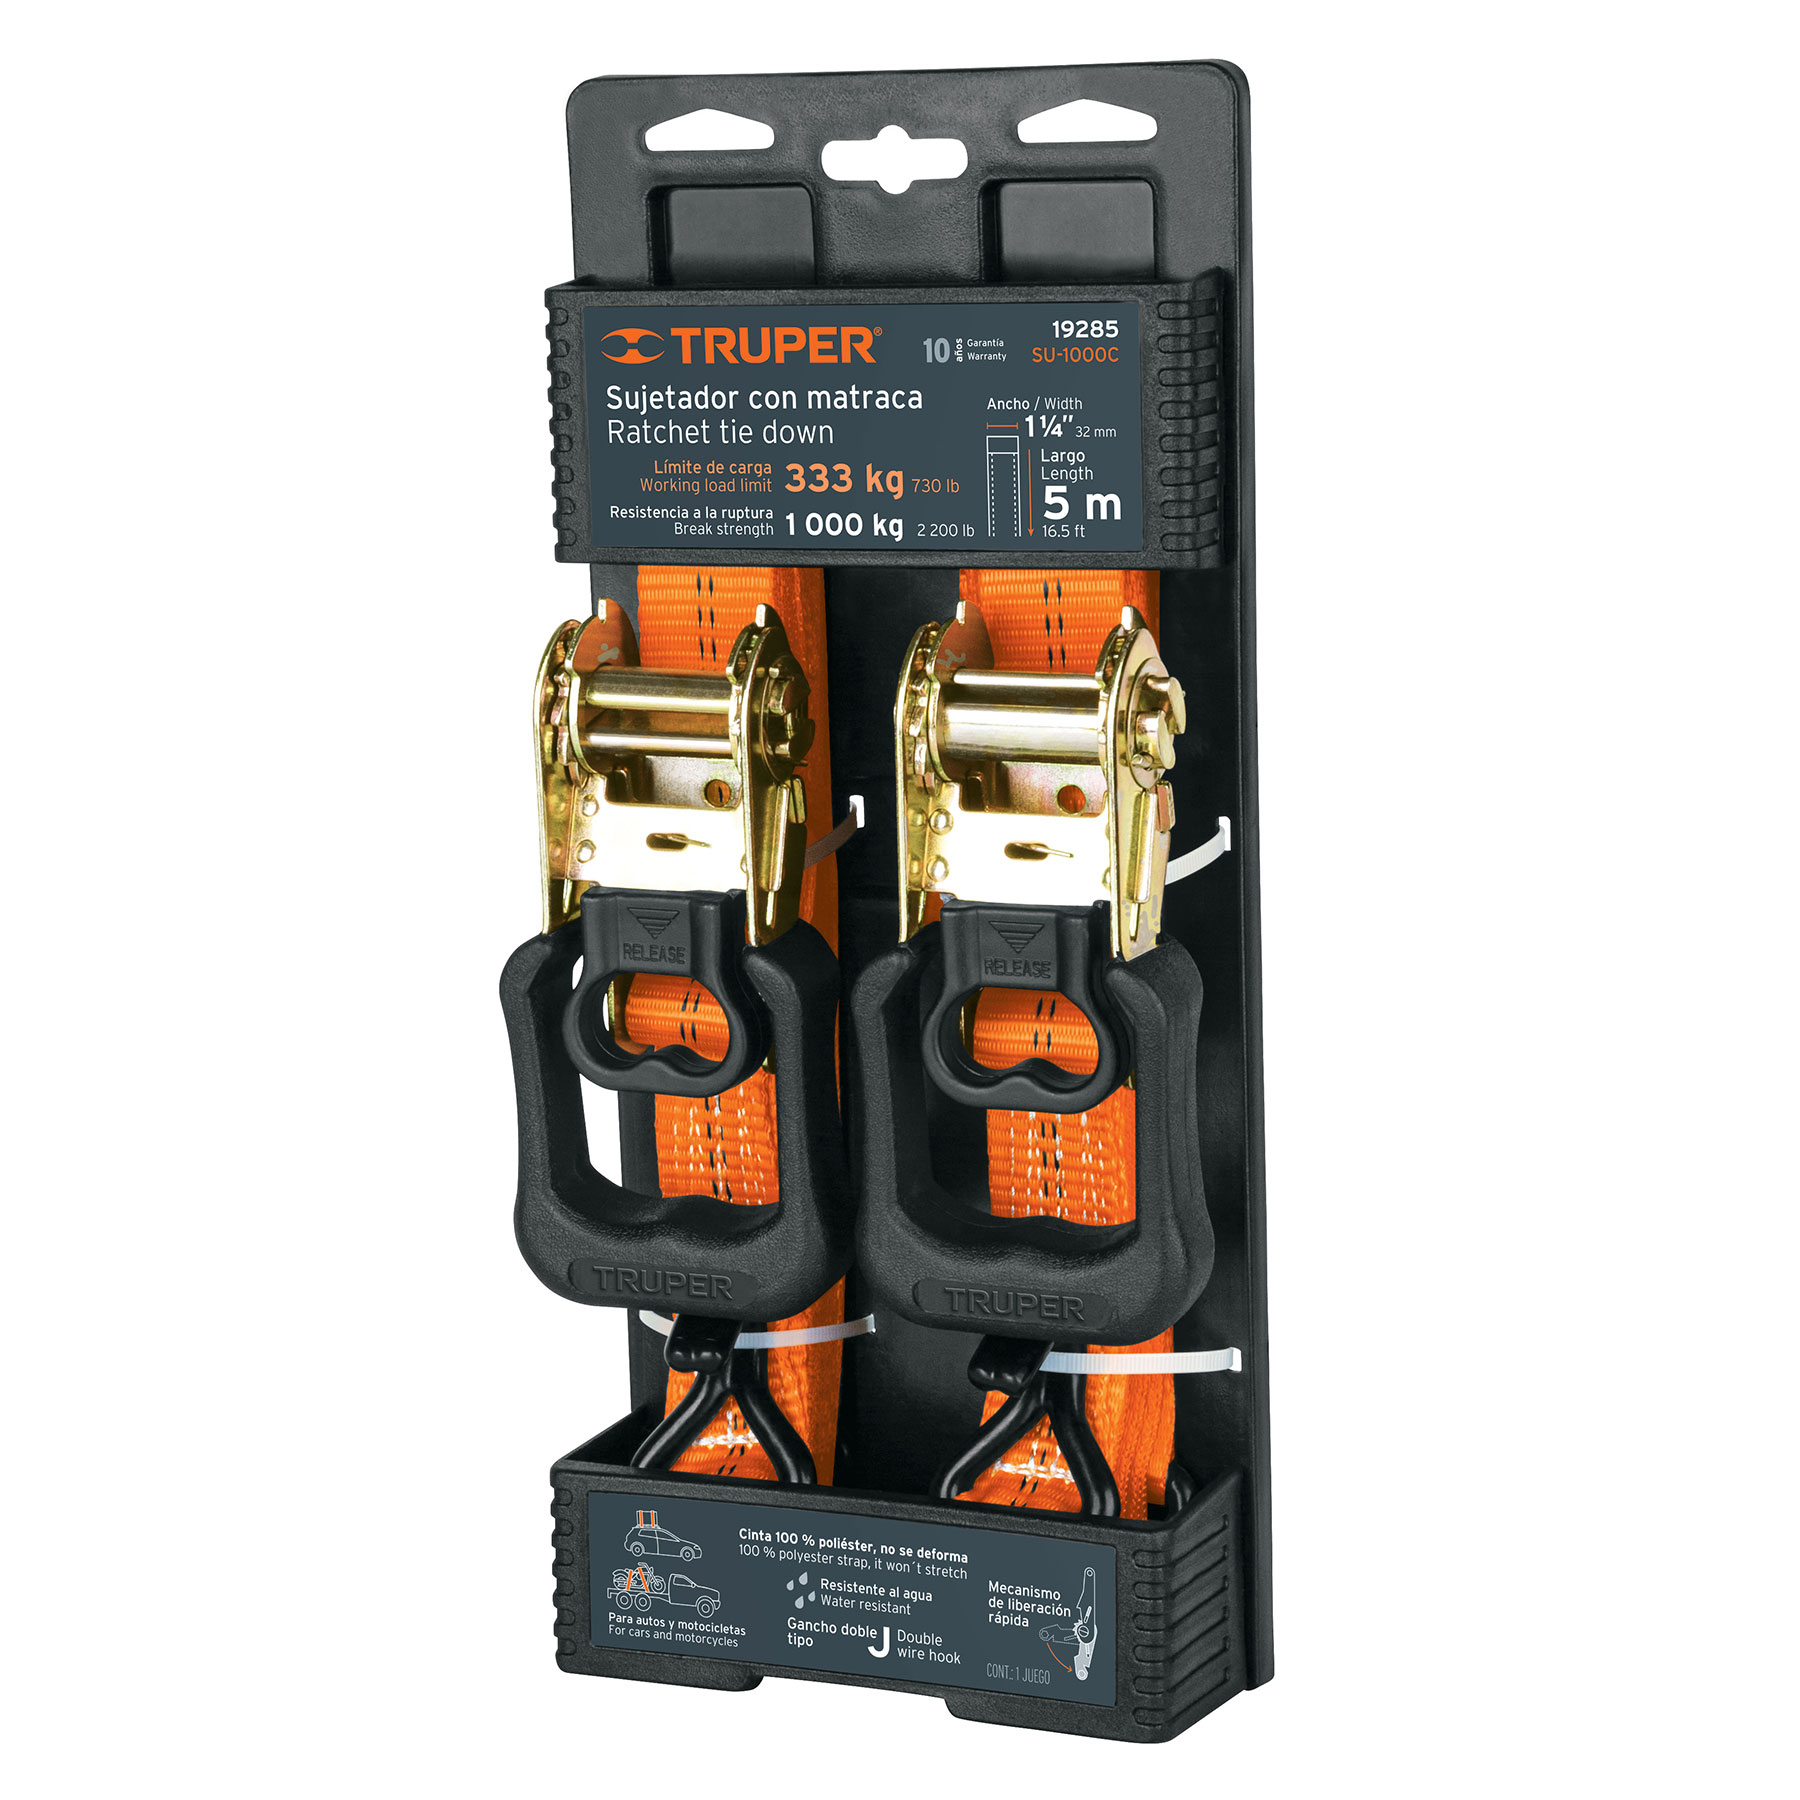 TRUPER®
10 años Garantía Warranty
19285
SU-1000C
Sujetador con matraca
Ratchet tie down
Límite de carga
Working load limit
333 kg 730 lb
Resistencia a la ruptura
Break strength
1 000 kg 2 200 lb
Ancho / Width
1 ¼" 32 mm
Largo
Length
5 m
16.5 ft
RELEASE
RELEASE
TRUPER
TRUPER
Para autos y motocicletas
For cars and motorcycles
Cinta 100 % poliéster, no se deforma
100 % polyester strap, it won´t stretch
Resistente al agua
Water resistant
Gancho doble
tipo
J
Double
wire hook
Mecanismo
de liberación
rápida
CONT.: 1 JUEGO